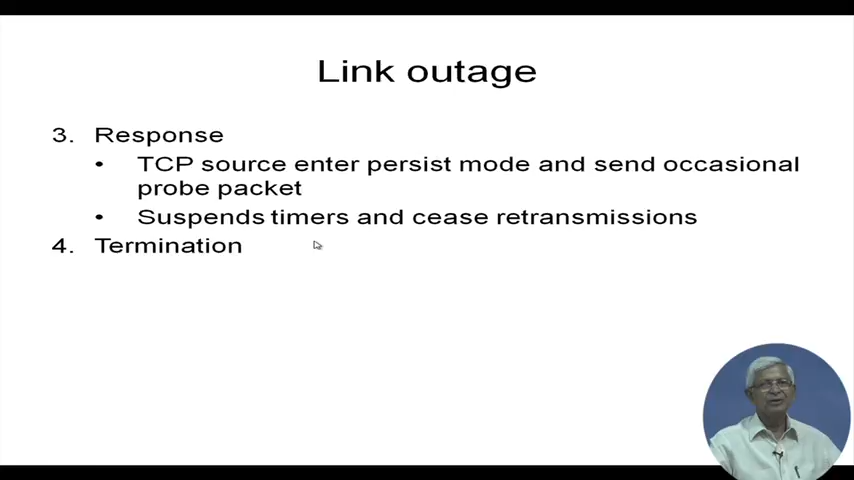 Link outage
3. Response
• TCP source enter persist mode and send occasional
probe packet
• Suspends timers and cease retransmissions
4. Termination